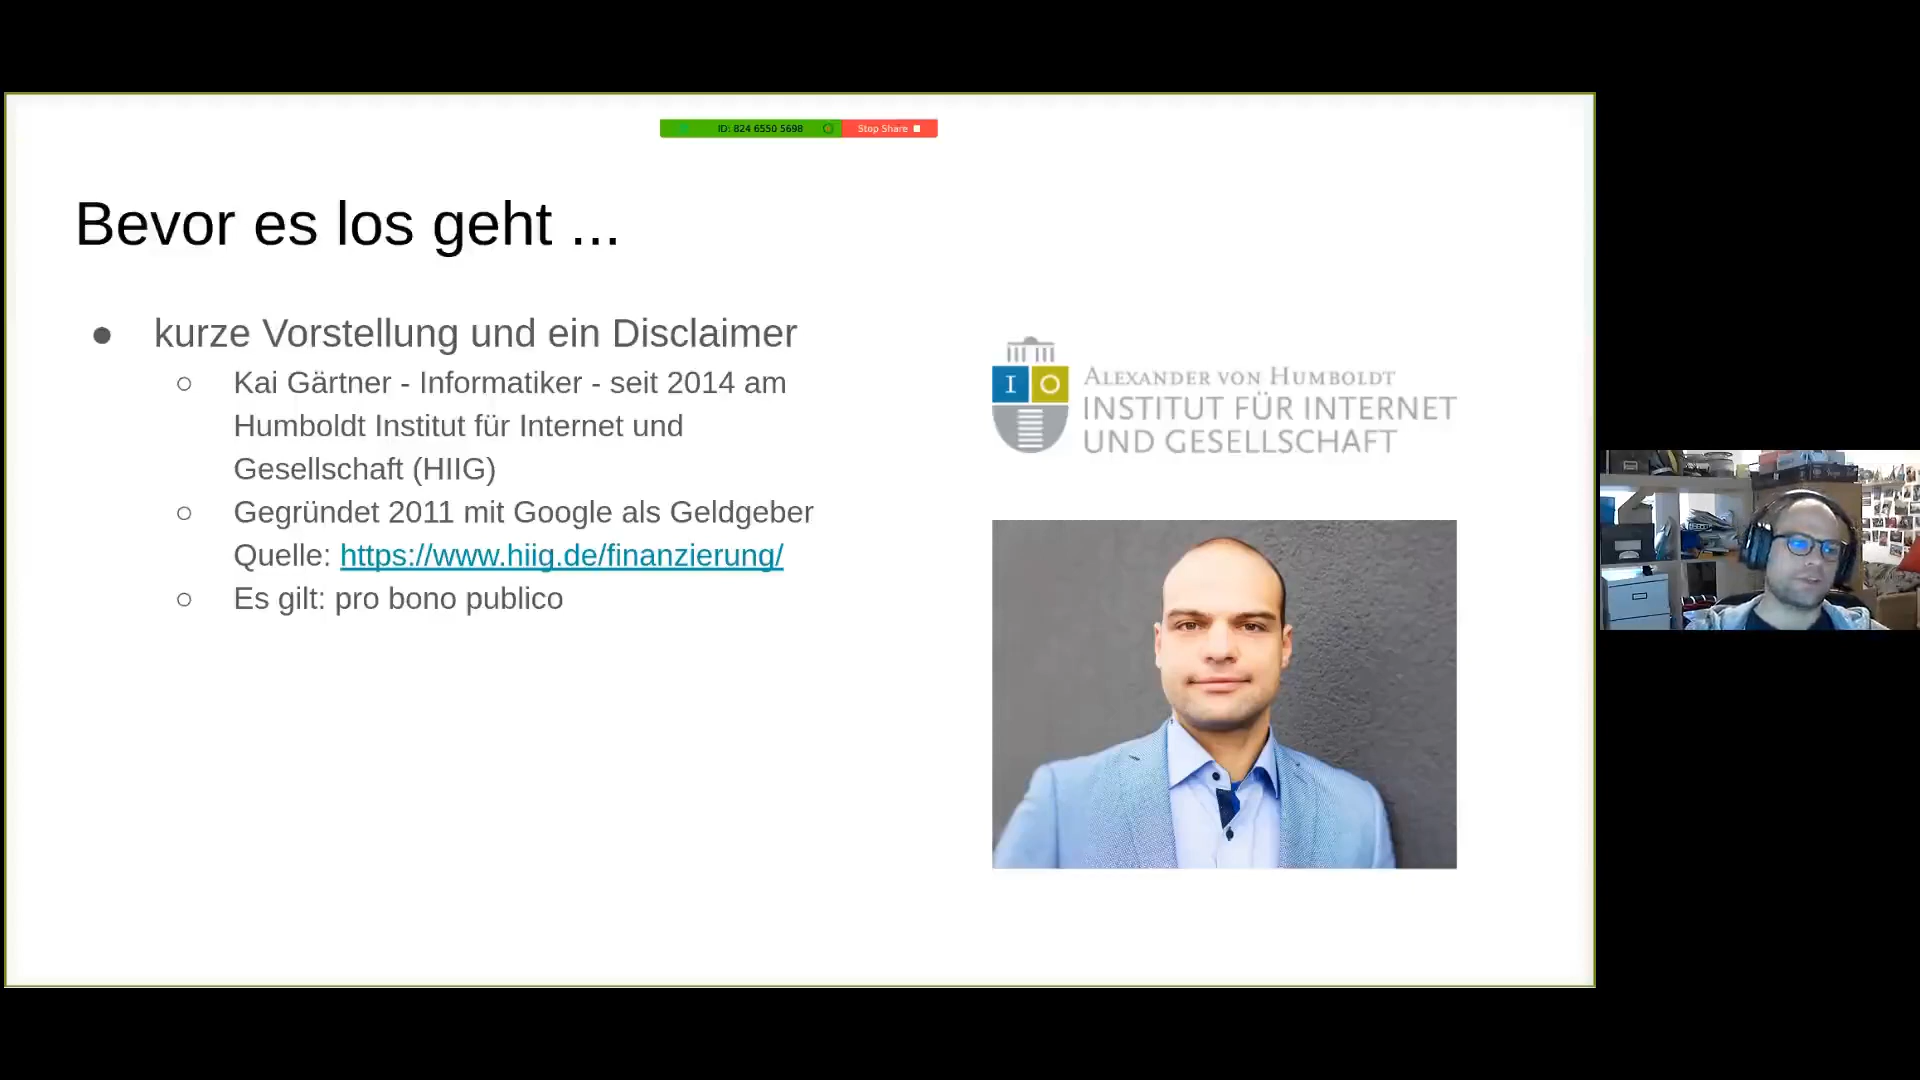 ID: 824 6550 5698
Stop Share
Bevor es los geht ...
● kurze Vorstellung und ein Disclaimer
○ Kai Gärtner - Informatiker - seit 2014 am
Humboldt Institut für Internet und
Gesellschaft (HIIG)
○ Gegründet 2011 mit Google als Geldgeber
Quelle: https://www.hiig.de/finanzierung/
○ Es gilt: pro bono publico
I O
ALEXANDER VON HUMBOLDT
INSTITUT FÜR INTERNET
UND GESELLSCHAFT